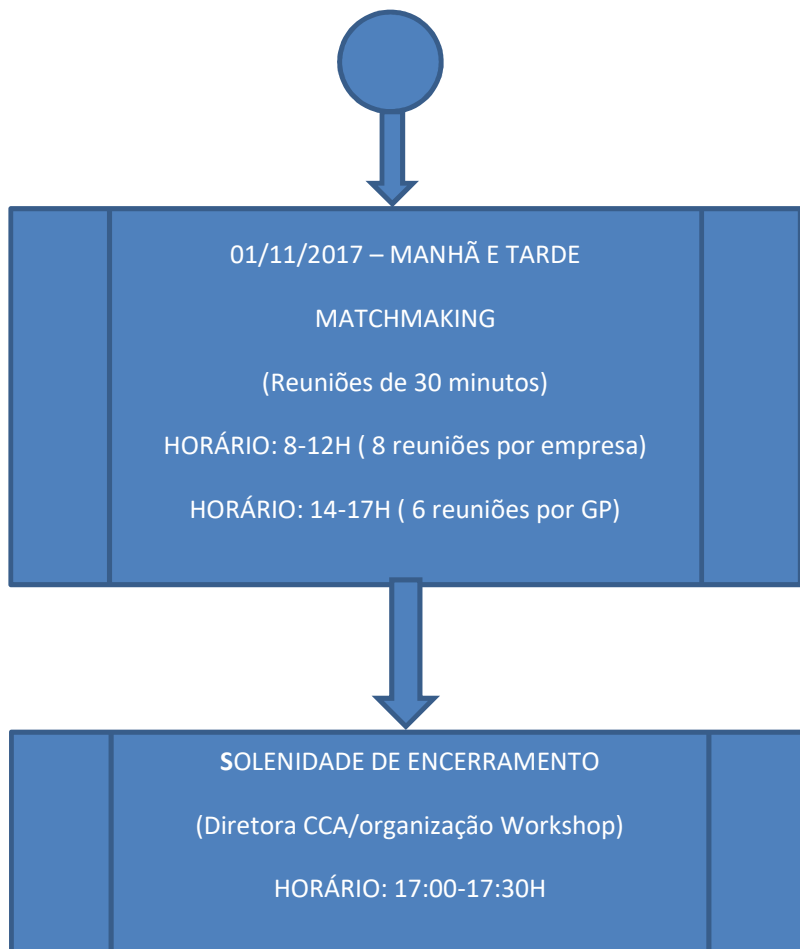 01/11/2017 – MANHÃ E TARDE
MATCHMAKING
(Reuniões de 30 minutos)
HORÁRIO: 8-12H ( 8 reuniões por empresa)
HORÁRIO: 14-17H ( 6 reuniões por GP)
SOLENIDADE DE ENCERRAMENTO
(Diretora CCA/organização Workshop)
HORÁRIO: 17:00-17:30H